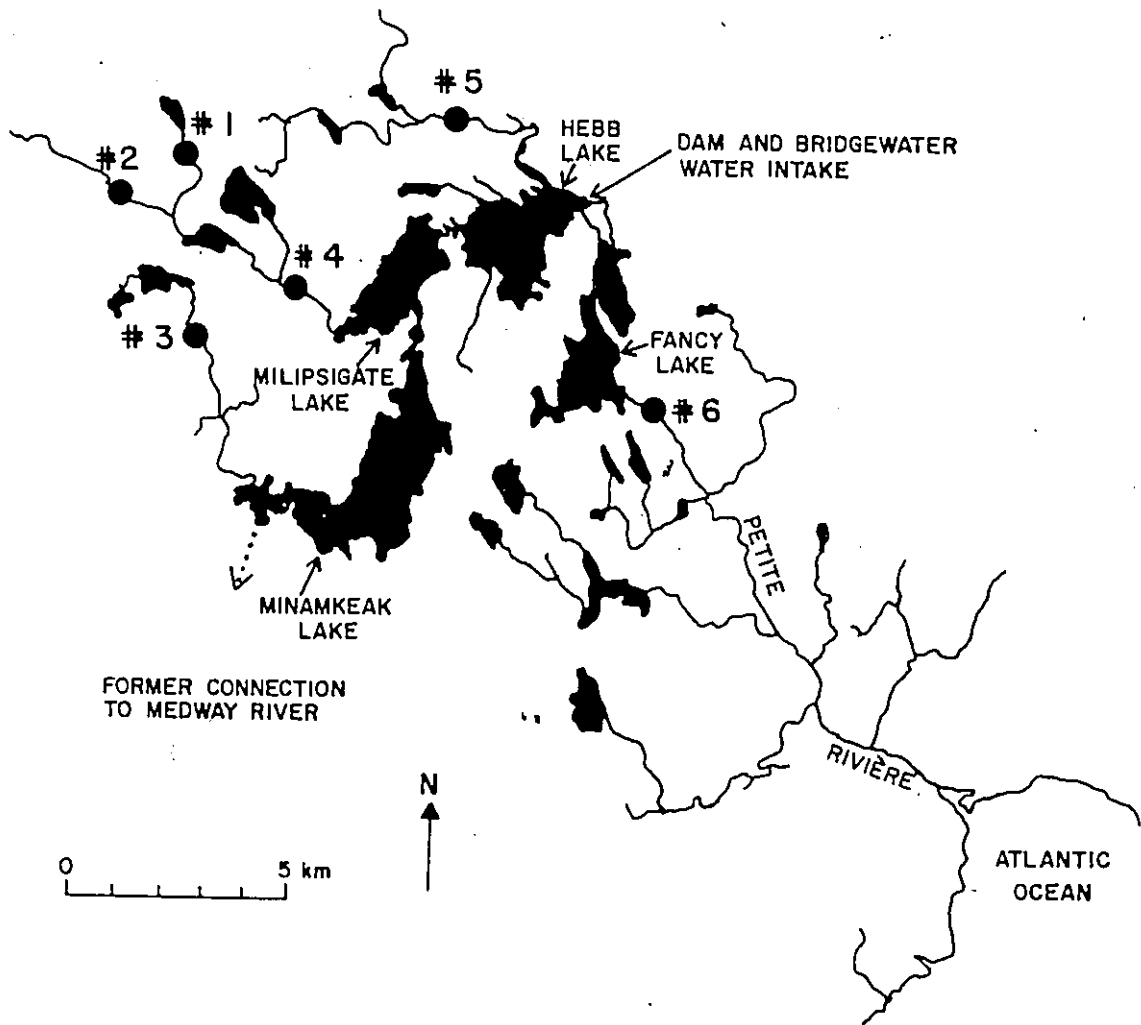 #5
#1
#2
HEBB
LAKE
DAM AND BRIDGEWATER
WATER INTAKE
#4
#3
MILIPSIGATE
LAKE
FANCY
LAKE
#6
PETITE
MINAMKEAK
LAKE
FORMER CONNECTION
TO MEDWAY RIVER
RIVIÈRE
N
0 5 km
ATLANTIC
OCEAN